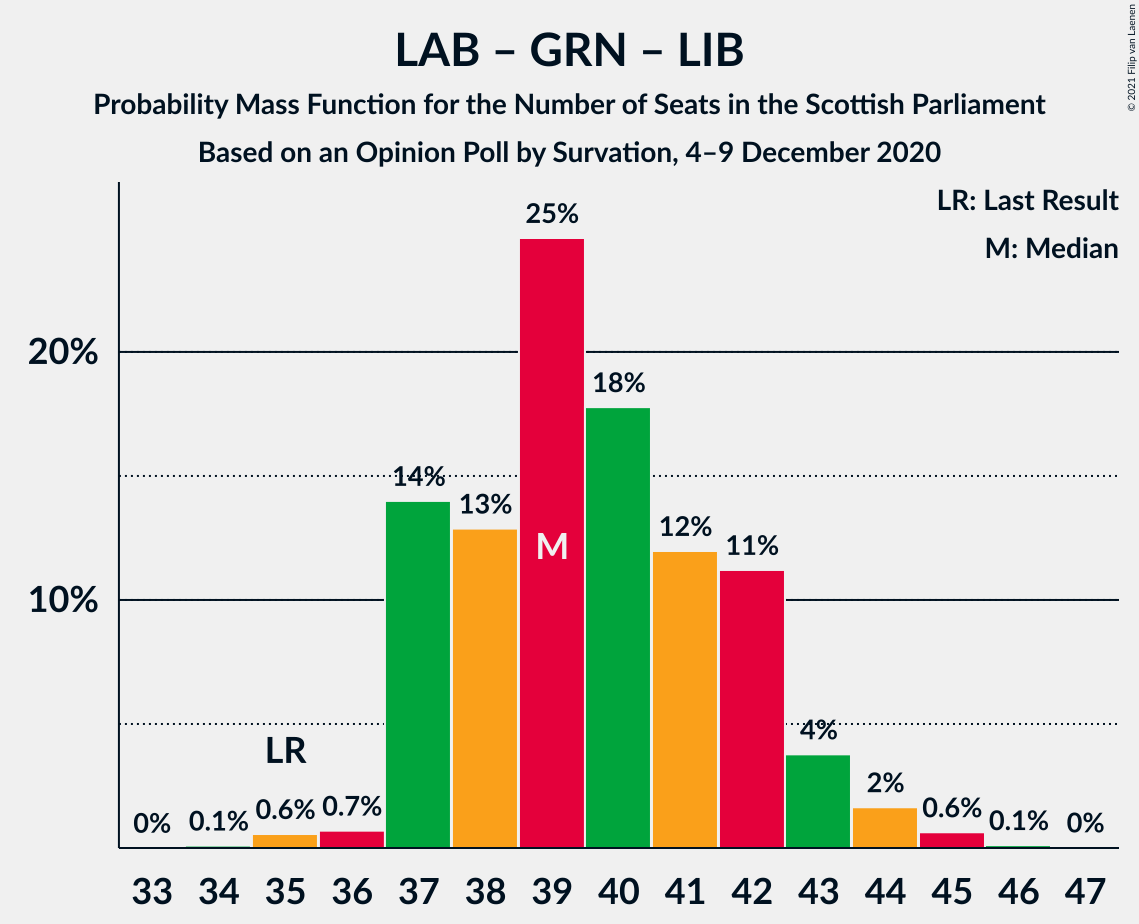 LAB – GRN – LIB
Probability Mass Function for the Number of Seats in the Scottish Parliament
Based on an Opinion Poll by Survation, 4–9 December 2020
© 2021 Filip van Laenen
LR: Last Result
M: Median
25%
20%
18%
14%
13%
12%
11%
M
10%
4%
LR
2%
0%
0.1%
0.6%
0.7%
0.6%
0.1%
0%
33 34 35 36 37 38 39 40 41 42 43 44 45 46 47